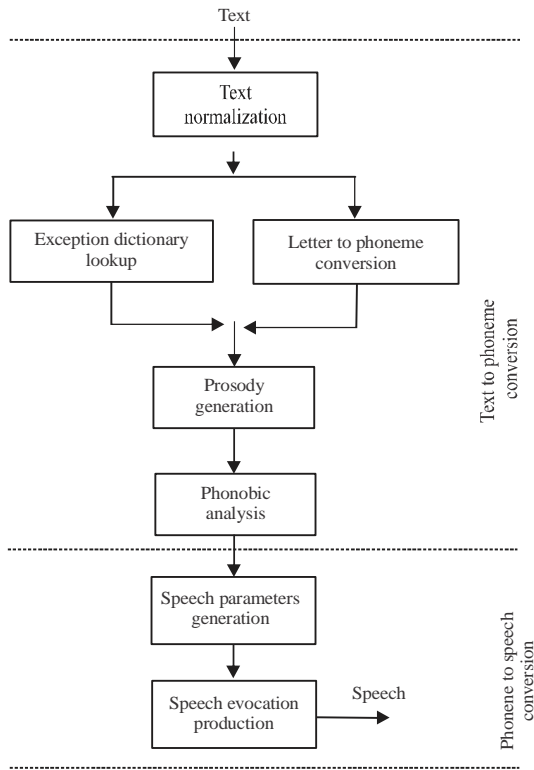 Text
Text
normalization
Exception dictionary
lookup
Letter to phoneme
conversion
Prosody
generation
Phonobic
analysis
Text to phoneme
conversion
Speech parameters
generation
Speech evocation
production
Speech
Phonene to speech
conversion